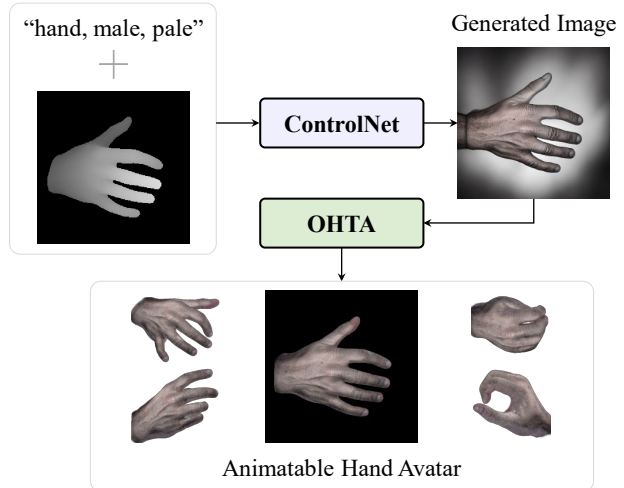 “hand, male, pale”
Generated Image
ControlNet
OHTA
Animatable Hand Avatar